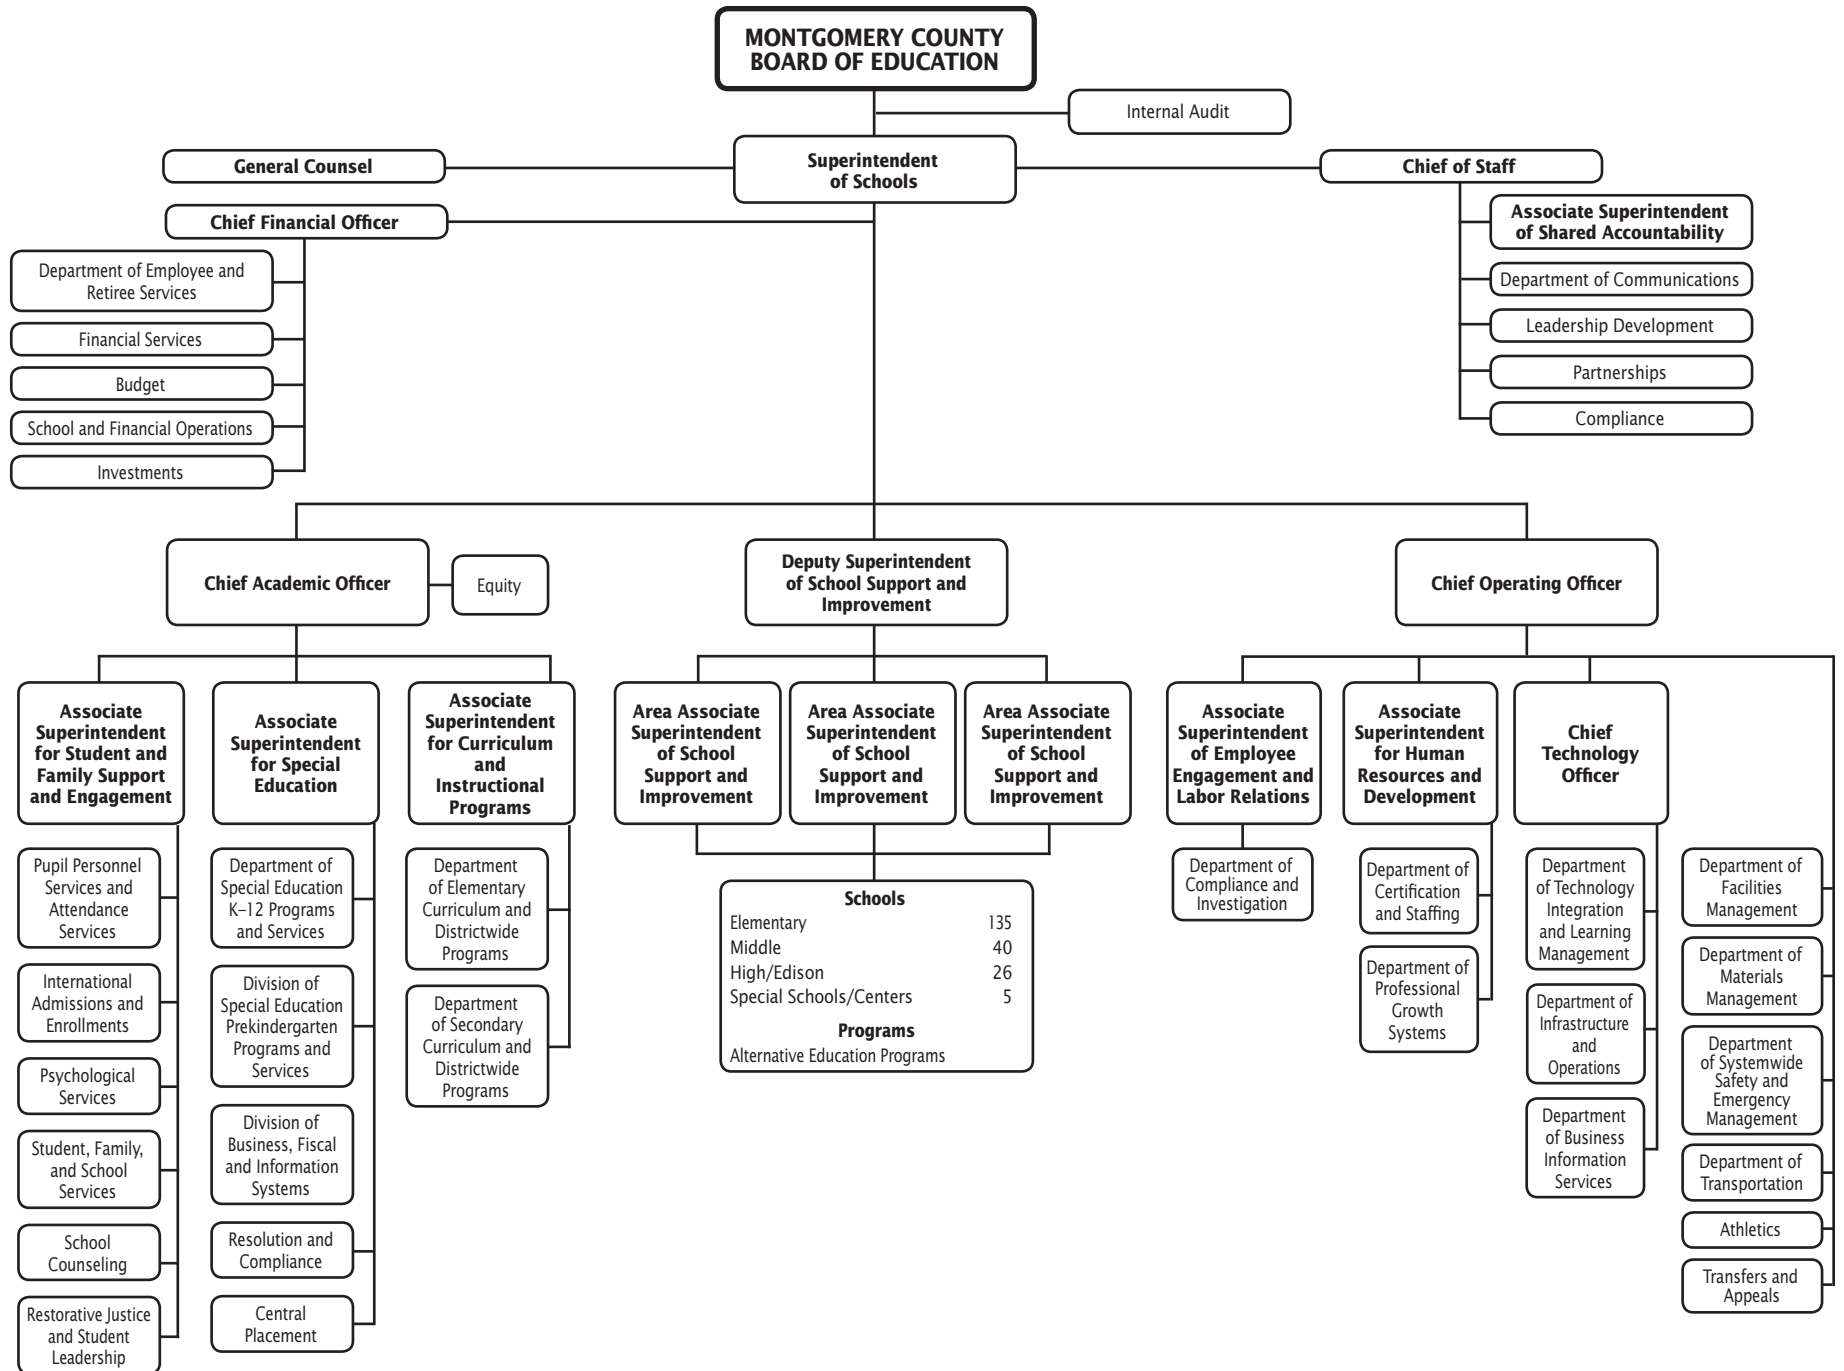 MONTGOMERY COUNTY
BOARD OF EDUCATION
Internal Audit
General Counsel
Superintendent
of Schools
Chief of Staff
Chief Financial Officer
Department of Employee and
Retiree Services
Financial Services
Budget
School and Financial Operations
Investments
Associate Superintendent
of Shared Accountability
Department of Communications
Leadership Development
Partnerships
Compliance
Chief Academic Officer
Equity
Deputy Superintendent
of School Support and
Improvement
Chief Operating Officer
Associate
Superintendent
for Student and
Family Support
and Engagement
Associate
Superintendent
for Special
Education
Associate
Superintendent
for Curriculum
and
Instructional
Programs
Area Associate
Superintendent
of School
Support and
Improvement
Area Associate
Superintendent
of School
Support and
Improvement
Area Associate
Superintendent
of School
Support and
Improvement
Associate
Superintendent
of Employee
Engagement and
Labor Relations
Associate
Superintendent
for Human
Resources and
Development
Chief
Technology
Officer
Pupil Personnel
Services and
Attendance
Services
International
Admissions and
Enrollments
Psychological
Services
Student, Family,
and School
Services
School
Counseling
Restorative Justice
and Student
Leadership
Department of
Special Education
K–12 Programs
and Services
Division of
Special Education
Prekindergarten
Programs and
Services
Division of
Business, Fiscal
and Information
Systems
Resolution and
Compliance
Central
Placement
Department
of Elementary
Curriculum and
Districtwide
Programs
Department
of Secondary
Curriculum and
Districtwide
Programs
Schools
Elementary 135
Middle 40
High/Edison 26
Special Schools/Centers 5
Programs
Alternative Education Programs
Department of
Compliance and
Investigation
Department of
Certification
and Staffing
Department of
Professional
Growth
Systems
Department
of Technology
Integration
and Learning
Management
Department of
Infrastructure
and
Operations
Department
of Business
Information
Services
Department of
Facilities
Management
Department of
Materials
Management
Department
of Systemwide
Safety and
Emergency
Management
Department of
Transportation
Athletics
Transfers and
Appeals